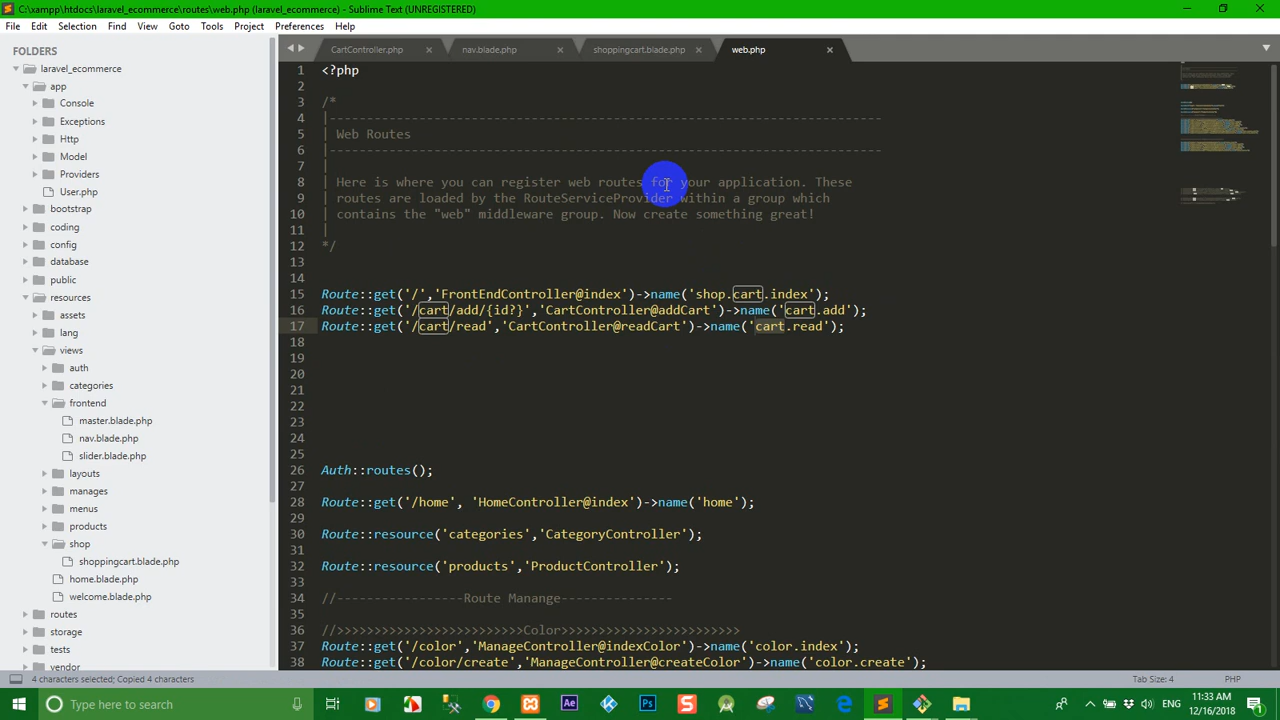 C:\xampp\htdocs\laravel_ecommerce\routes\web.php (laravel_ecommerce) - Sublime Text (UNREGISTERED)
File Edit Selection Find View Goto Tools Project Preferences Help
FOLDERS
laravel_ecommerce
app
Console
Exceptions
Http
Model
Providers
User.php
bootstrap
coding
config
database
public
resources
assets
lang
views
auth
categories
frontend
master.blade.php
nav.blade.php
slider.blade.php
layouts
manages
menus
products
shop
shoppingcart.blade.php
home.blade.php
welcome.blade.php
routes
storage
tests
vendor
CartController.php nav.blade.php shoppingcart.blade.php web.php
1 <?php
2
3 /*
4 |--------------------------------------------------------------------------
5 | Web Routes
6 |--------------------------------------------------------------------------
7 |
8 | Here is where you can register web routes for your application. These
9 | routes are loaded by the RouteServiceProvider within a group which
10 | contains the "web" middleware group. Now create something great!
11 |
12 */
13
14
15 Route::get('/','FrontEndController@index')->name('shop.cart.index');
16 Route::get('/cart/add/{id?}','CartController@addCart')->name('cart.add');
17 Route::get('/cart/read','CartController@readCart')->name('cart.read');
18
19
20
21
22
23
24
25
26 Auth::routes();
27
28 Route::get('/home', 'HomeController@index')->name('home');
29
30 Route::resource('categories','CategoryController');
31
32 Route::resource('products','ProductController');
33
34 //-----------------Route Manange---------------
35
36 //>>>>>>>>>>>>>>>>>>>>>>>>Color>>>>>>>>>>>>>>>>>>>>>>>>
37 Route::get('/color','ManageController@indexColor')->name('color.index');
38 Route::get('/color/create','ManageController@createColor')->name('color.create');
4 characters selected; Copied 4 characters Tab Size: 4 PHP
Type here to search
ENG
11:33 AM
12/16/2018